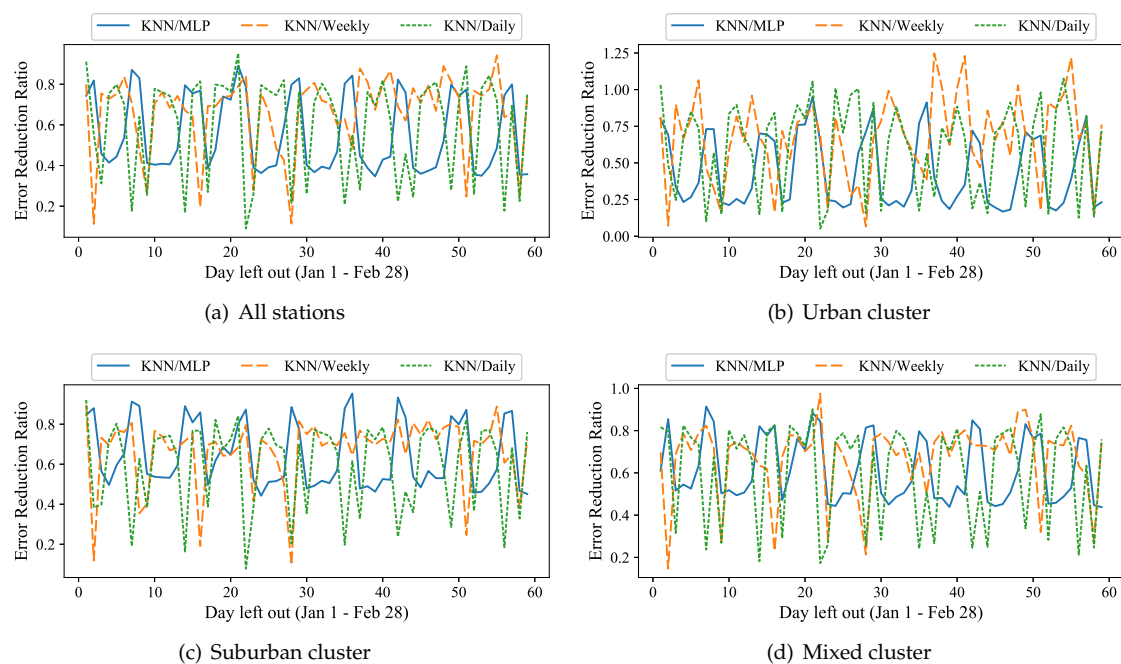 KNN/MLP KNN/Weekly KNN/Daily
Error Reduction Ratio
0.8
0.6
0.4
0.2
0 10 20 30 40 50 60
Day left out (Jan 1 - Feb 28)
(a) All stations
KNN/MLP KNN/Weekly KNN/Daily
Error Reduction Ratio
1.25
1.00
0.75
0.50
0.25
0.00
0 10 20 30 40 50 60
Day left out (Jan 1 - Feb 28)
(b) Urban cluster
KNN/MLP KNN/Weekly KNN/Daily
Error Reduction Ratio
0.8
0.6
0.4
0.2
0 10 20 30 40 50 60
Day left out (Jan 1 - Feb 28)
(c) Suburban cluster
KNN/MLP KNN/Weekly KNN/Daily
Error Reduction Ratio
1.0
0.8
0.6
0.4
0.2
0 10 20 30 40 50 60
Day left out (Jan 1 - Feb 28)
(d) Mixed cluster